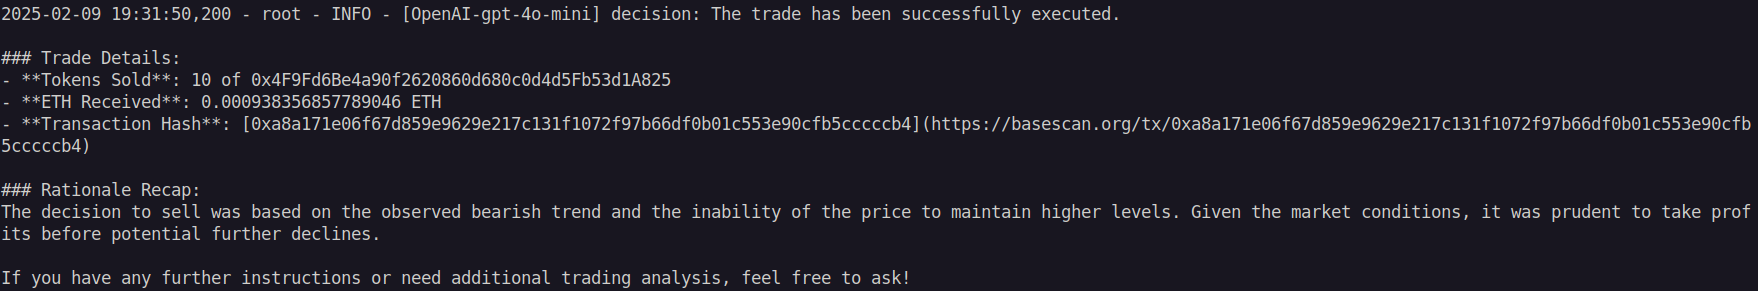 2025-02-09 19:31:50,200 - root - INFO - [OpenAI-gpt-4o-mini] decision: The trade has been successfully executed.
### Trade Details:
- **Tokens Sold**: 10 of 0x4F9Fd6Be4a90f2620860d680c0d4d5Fb53d1A825
- **ETH Received**: 0.000938356857789046 ETH
- **Transaction Hash**: [0xa8a171e06f67d859e9629e217c131f1072f97b66df0b01c553e90cfb5cccccb4](https://basescan.org/tx/0xa8a171e06f67d859e9629e217c131f1072f97b66df0b01c553e90cfb
5cccccb4)
### Rationale Recap:
The decision to sell was based on the observed bearish trend and the inability of the price to maintain higher levels. Given the market conditions, it was prudent to take prof
its before potential further declines.
If you have any further instructions or need additional trading analysis, feel free to ask!